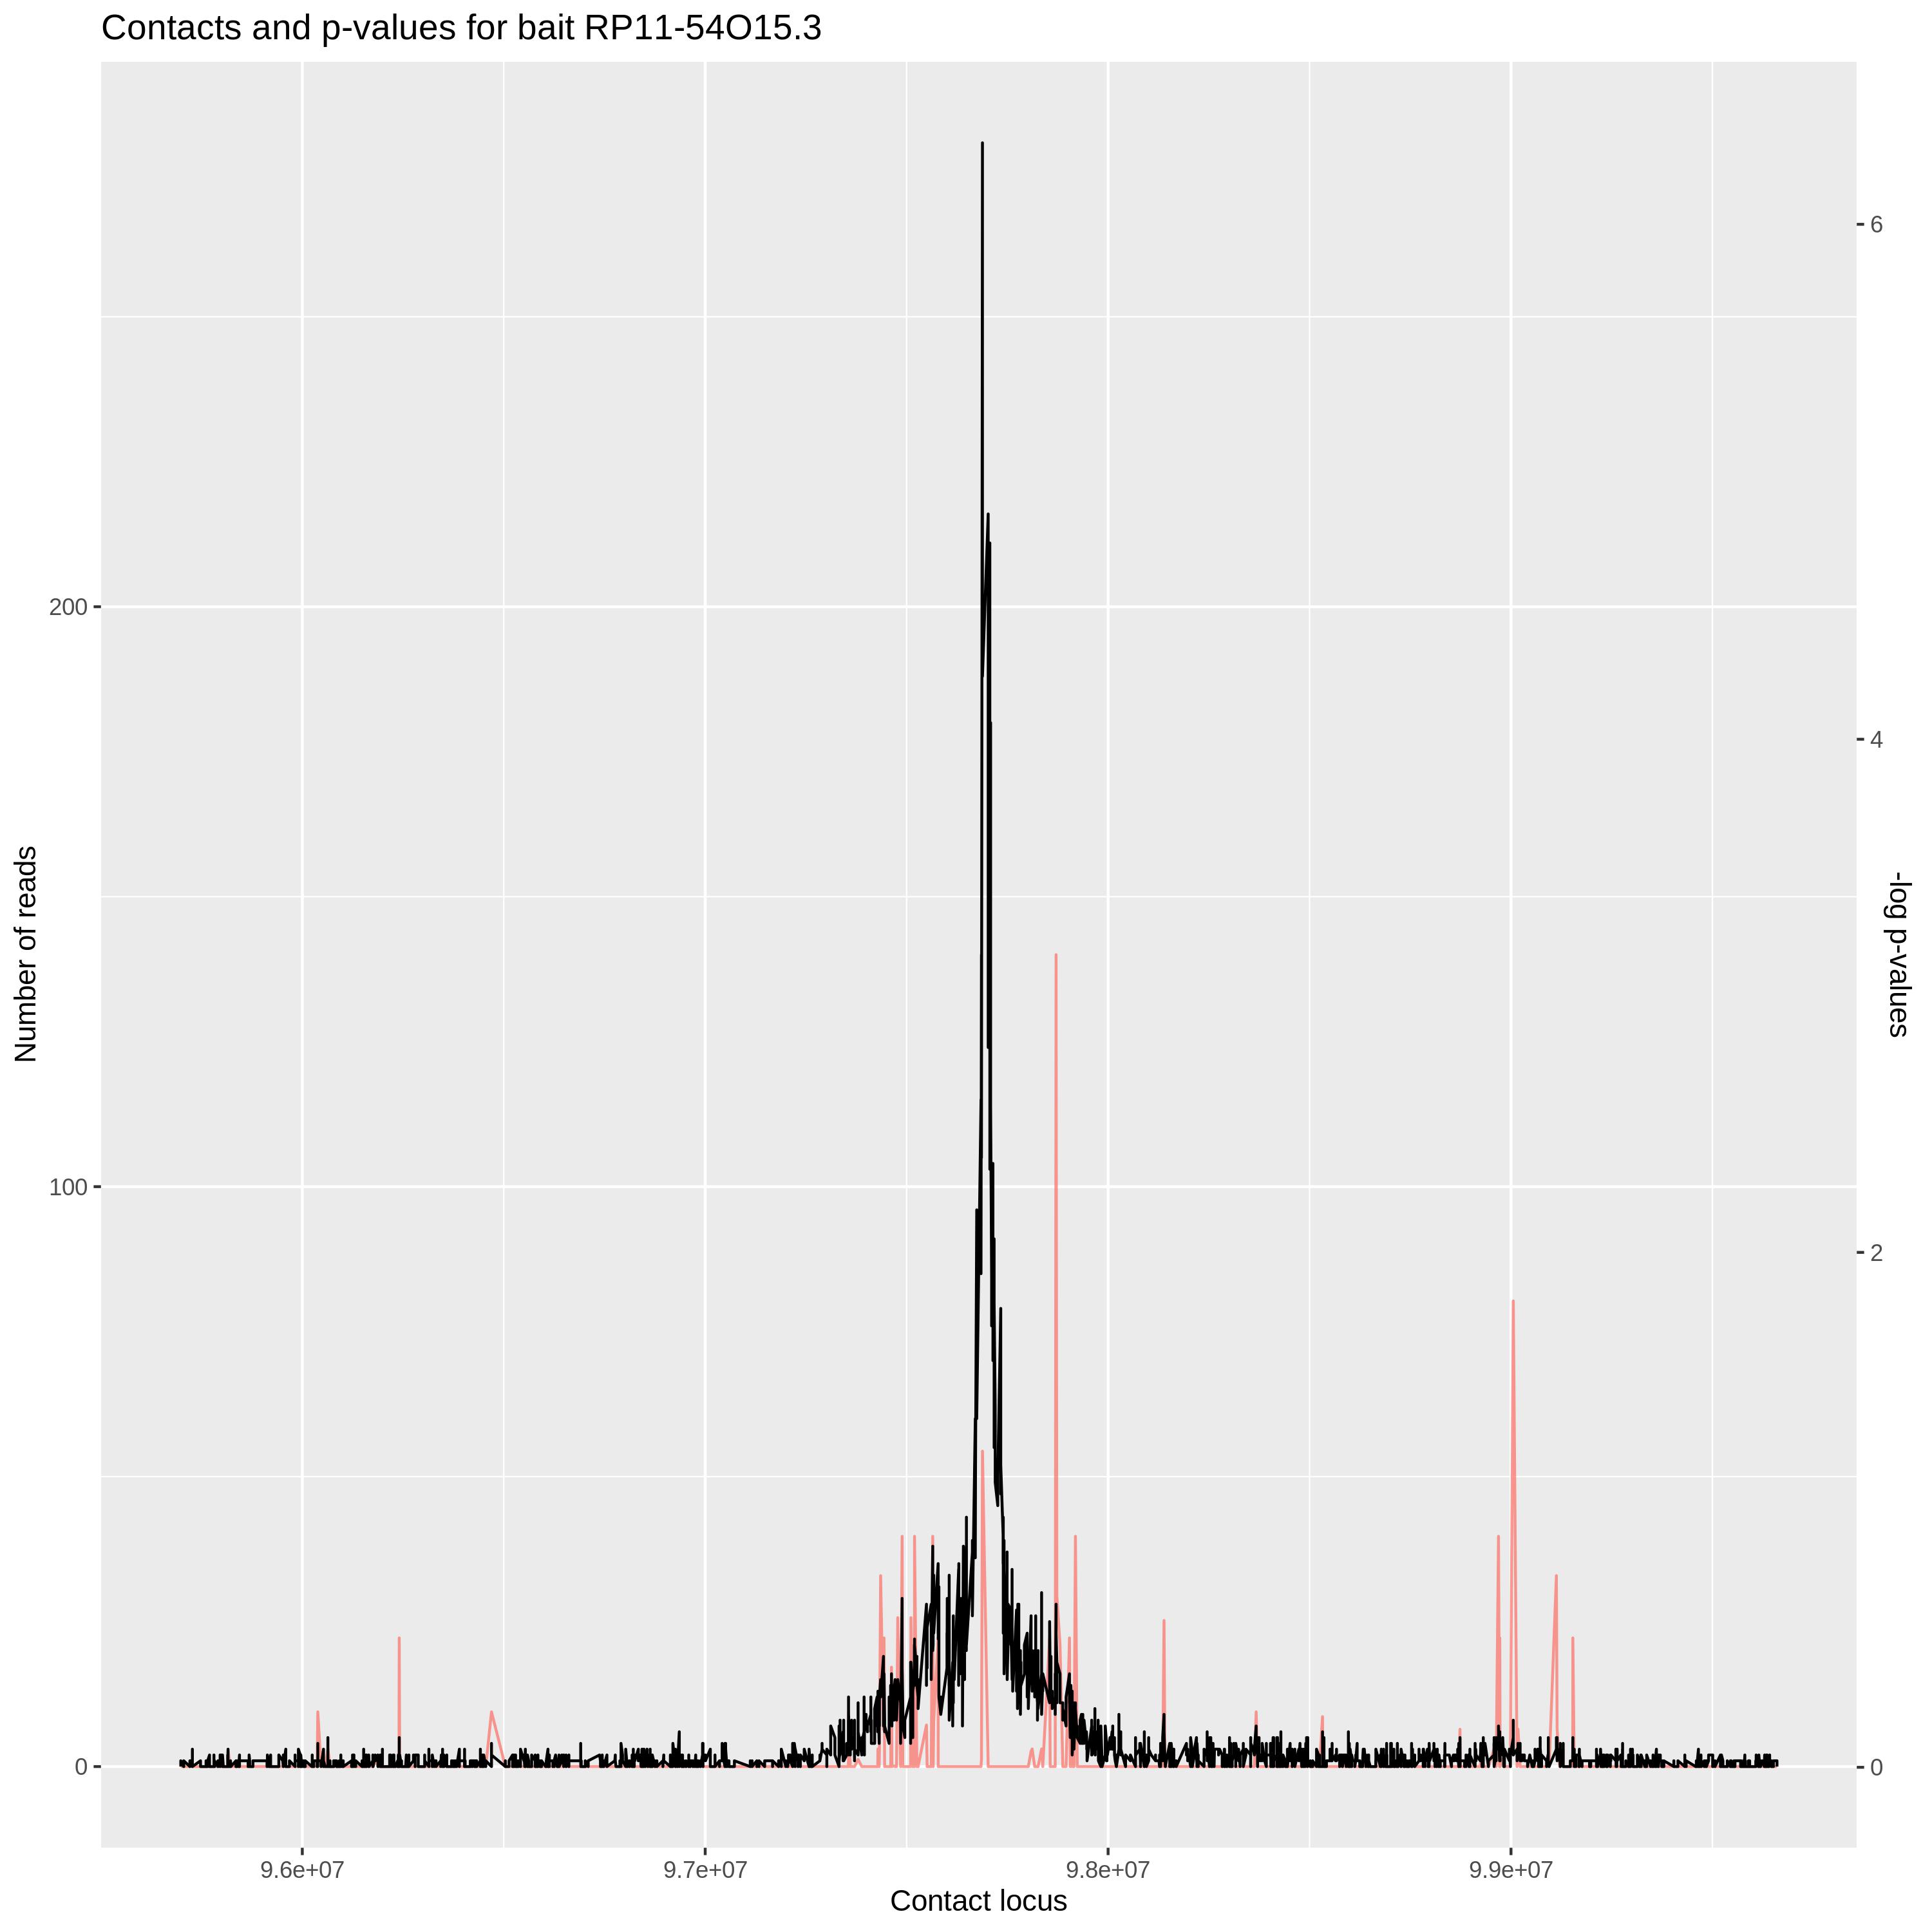 Contacts and p-values for bait RP11-54O15.3
Number of reads
200
100
0
6
4
2
0
-log p-values
9.6e+07 9.7e+07 9.8e+07 9.9e+07
Contact locus